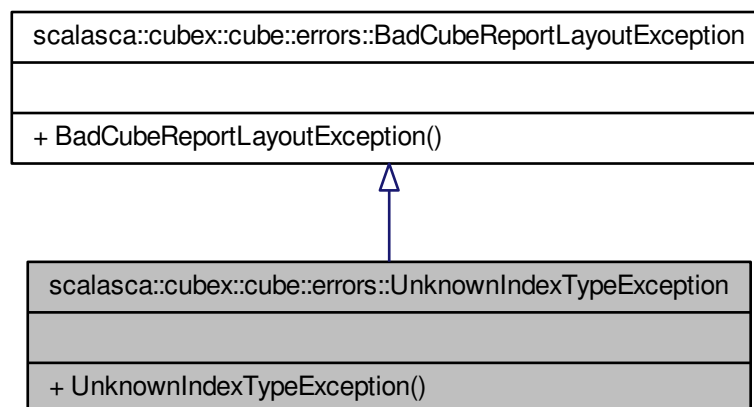 scalasca::cubex::cube::errors::BadCubeReportLayoutException
+ BadCubeReportLayoutException()
scalasca::cubex::cube::errors::UnknownIndexTypeException
+ UnknownIndexTypeException()